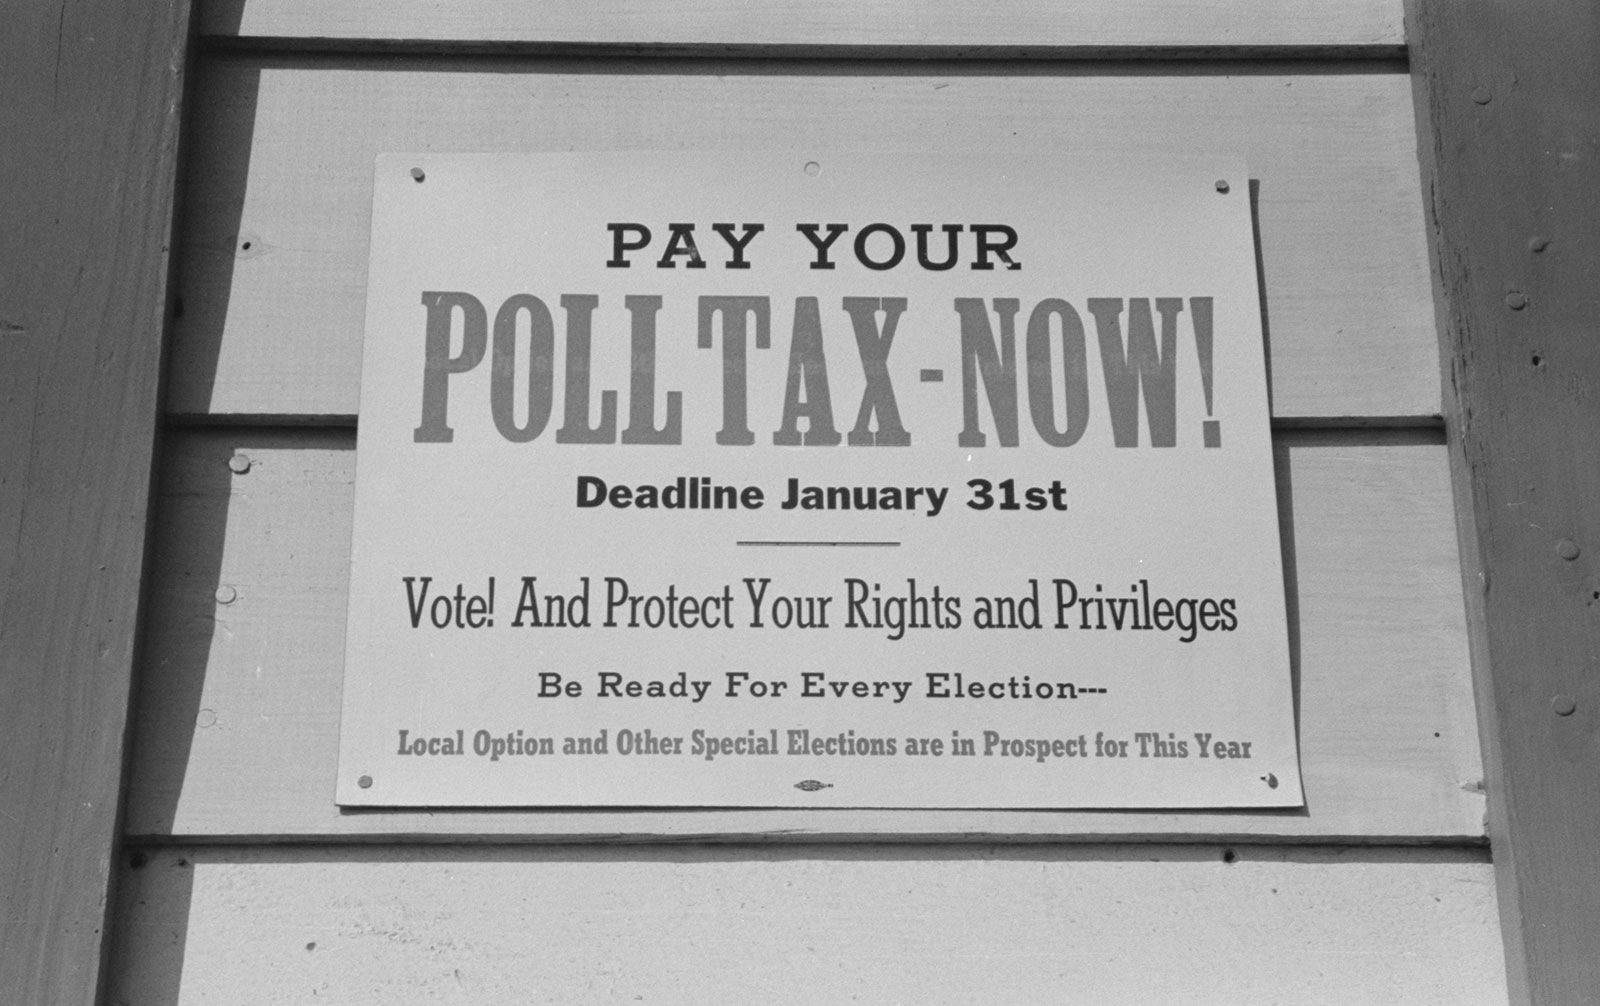 PAY YOUR
POLL TAX-NOW!
Deadline January 31st
Vote! And Protect Your Rights and Privileges
Be Ready For Every Election---
Local Option and Other Special Elections are in Prospect for This Year